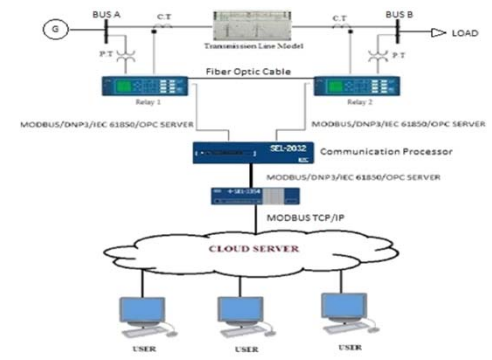 BUS A
C.T
C.T
BUS B
G
LOAD
P.T
Transmission Line Model
P.T
Fiber Optic Cable
Relay 1
Relay 2
MODBUS/DNP3/IEC 61850/OPC SERVER
MODBUS/DNP3/IEC 61850/OPC SERVER
SEL-2032
Communication Processor
MODBUS/DNP3/IEC 61850/OPC SERVER
MODBUS TCP/IP
CLOUD SERVER
USER
USER
USER